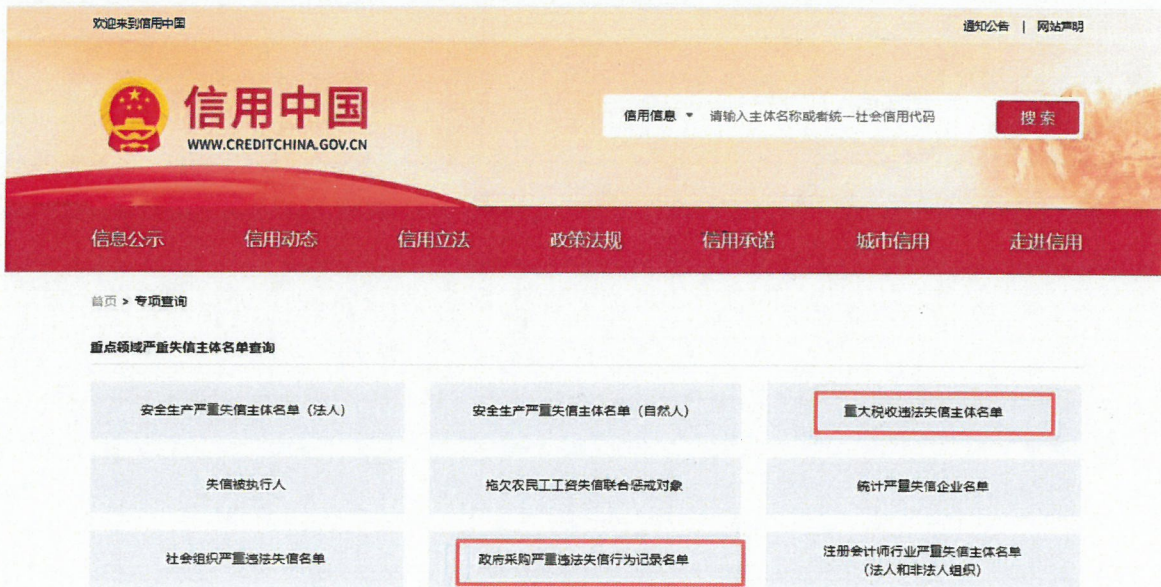 欢迎来到信用中国
通知公告 | 网站声明
信用中国
WWW.CREDITCHINA.GOV.CN
信用信息 ▼ 请输入主体名称或者统一社会信用代码 搜索
信息公示 信用动态 信用立法 政策法规 信用承诺 城市信用 走进信用
首页 > 专项查询
重点领域严重失信主体名单查询
安全生产严重失信主体名单（法人） 安全生产严重失信主体名单（自然人） 重大税收违法失信主体名单
失信被执行人 拖欠农民工工资失信联合惩戒对象 统计严重失信企业名单
社会组织严重违法失信名单 政府采购严重违法失信行为记录名单 注册会计师行业严重失信主体名单
（法人和非法人组织）